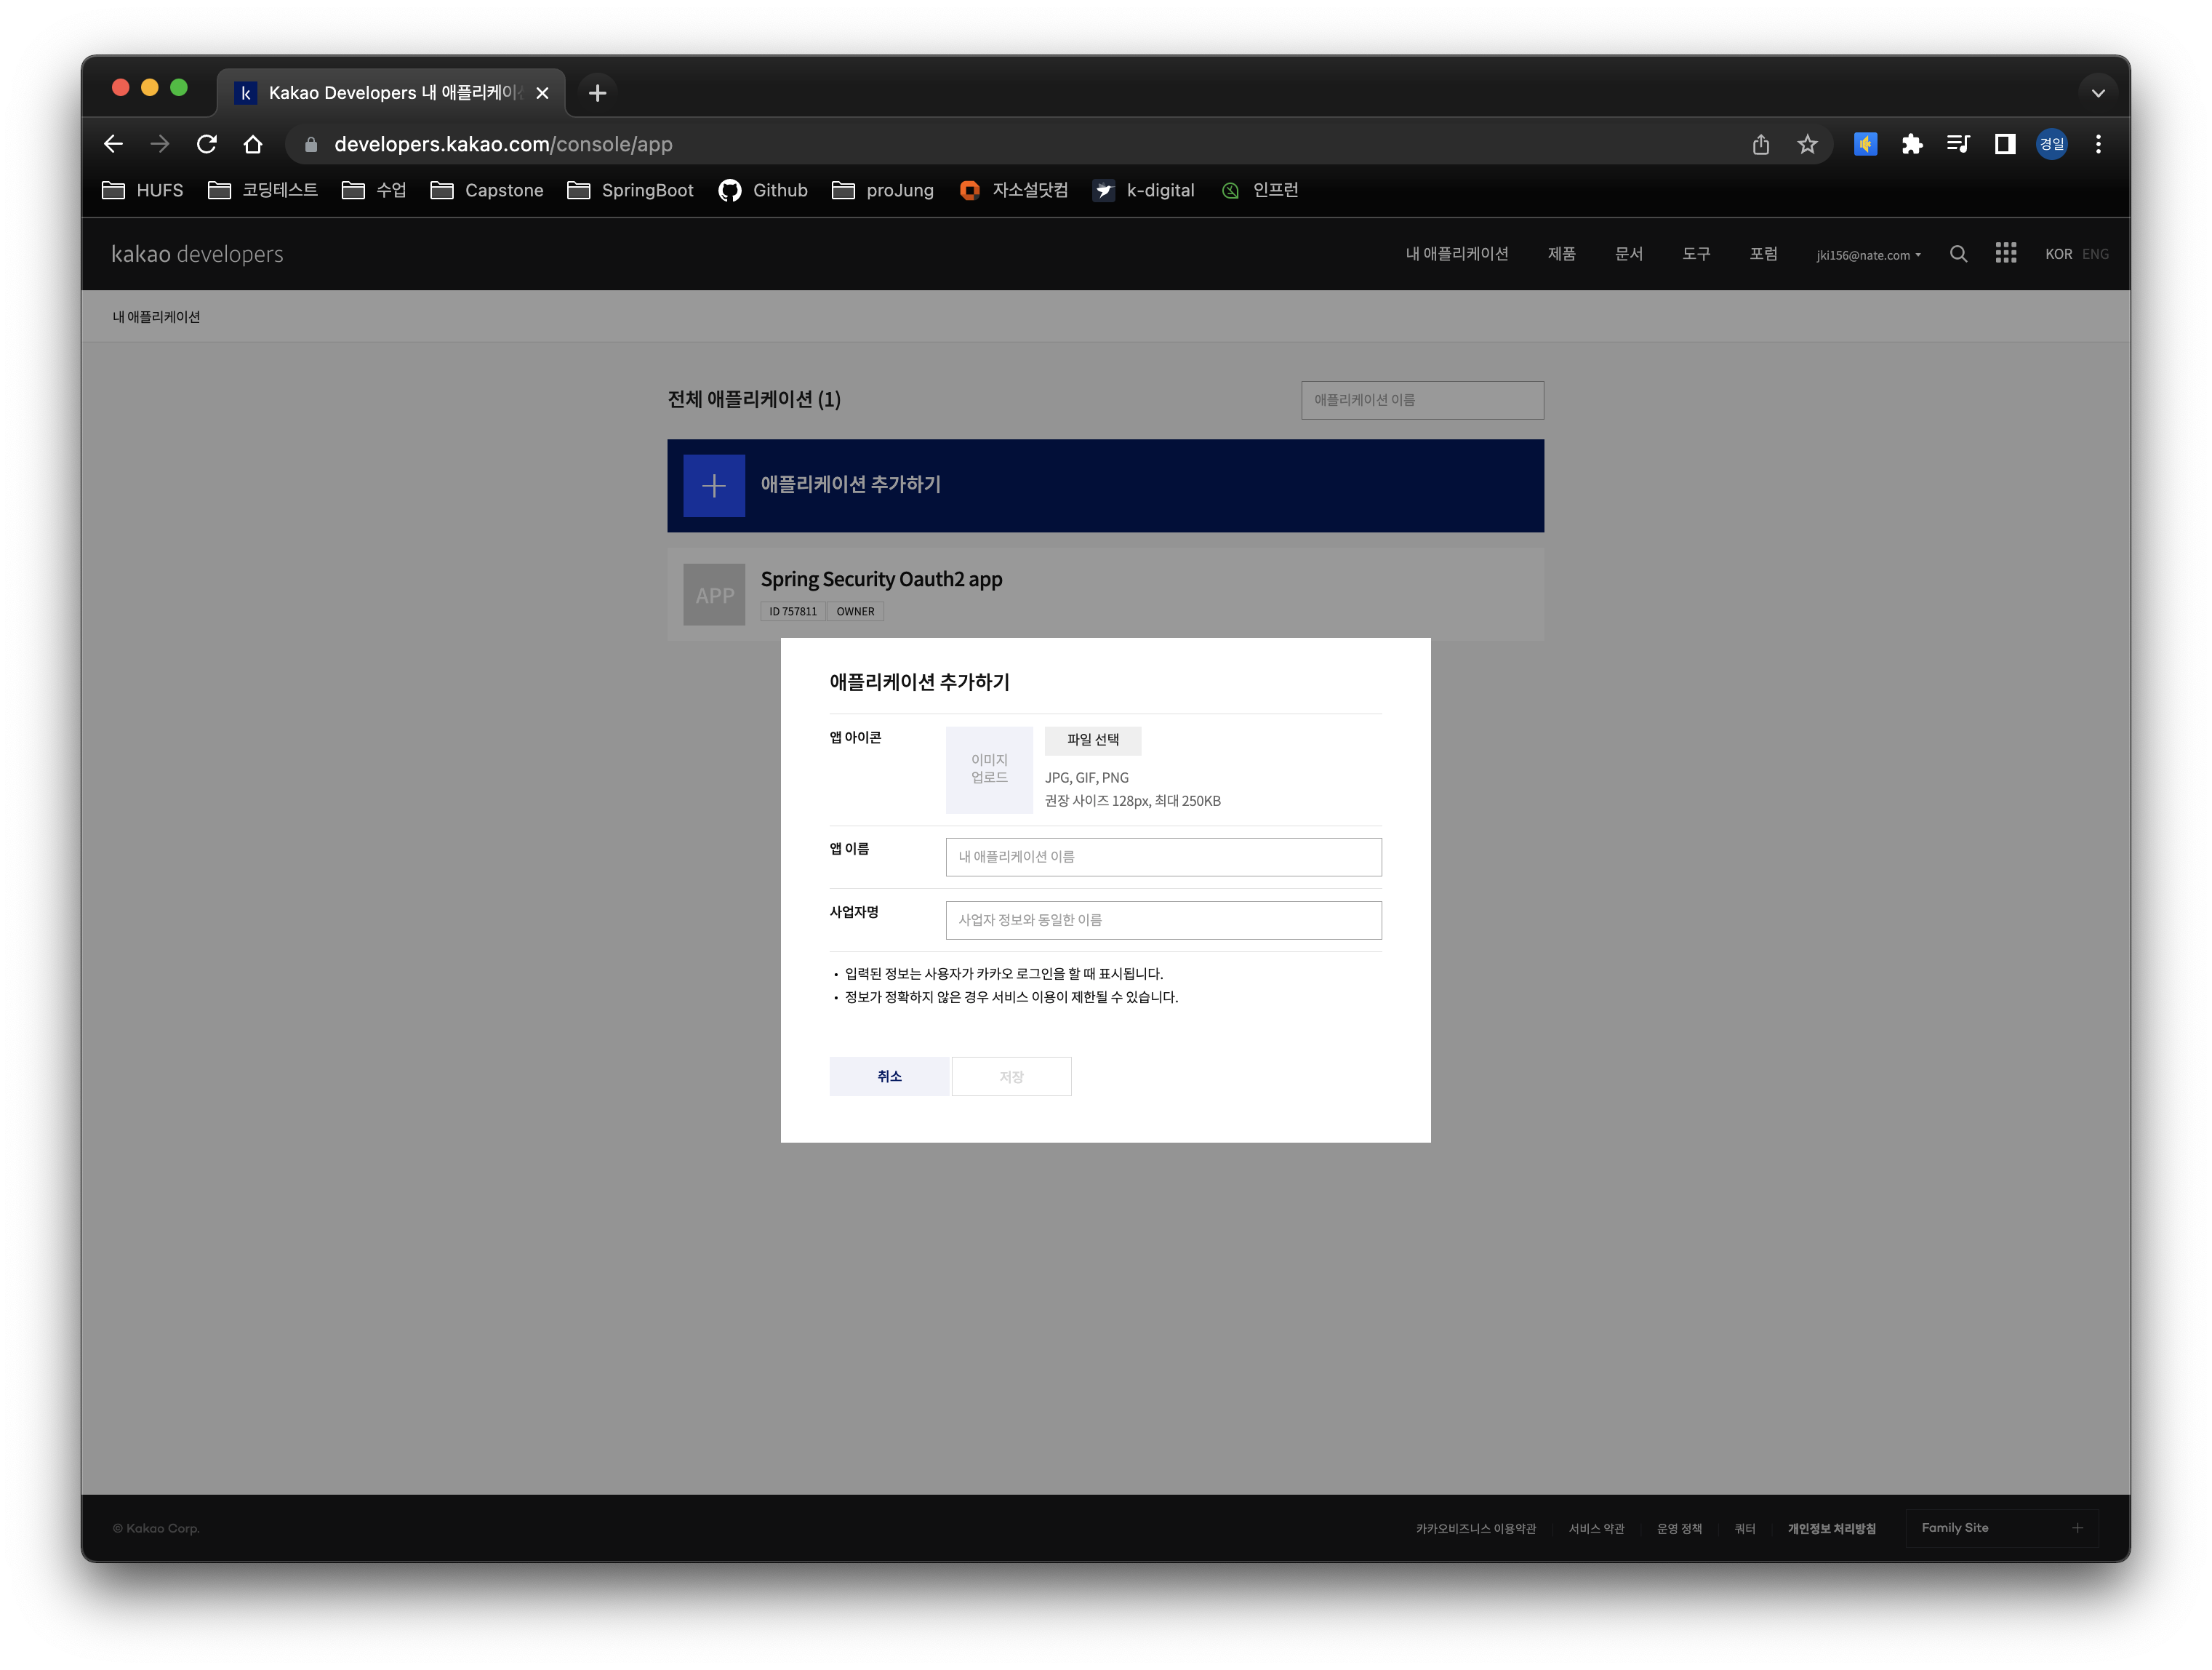 Kakao Developers 내 애플리케이
developers.kakao.com/console/app
경일
HUFS 코딩테스트 수업 Capstone SpringBoot Github proJung 자소설닷컴 k-digital 인프런
kakao developers 내 애플리케이션 제품 문서 도구 포럼 jki156@nate.com KOR ENG
내 애플리케이션
전체 애플리케이션 (1) 애플리케이션 이름
애플리케이션 추가하기
APP Spring Security Oauth2 app
ID 757811 OWNER
애플리케이션 추가하기
앱 아이콘 이미지 업로드 파일 선택
JPG, GIF, PNG
권장 사이즈 128px, 최대 250KB
앱 이름 내 애플리케이션 이름
사업자명 사업자 정보와 동일한 이름
• 입력된 정보는 사용자가 카카오 로그인을 할 때 표시됩니다.
• 정보가 정확하지 않은 경우 서비스 이용이 제한될 수 있습니다.
취소 저장
© Kakao Corp. 카카오비즈니스 이용약관 서비스 약관 운영 정책 쿼터 개인정보 처리방침 Family Site